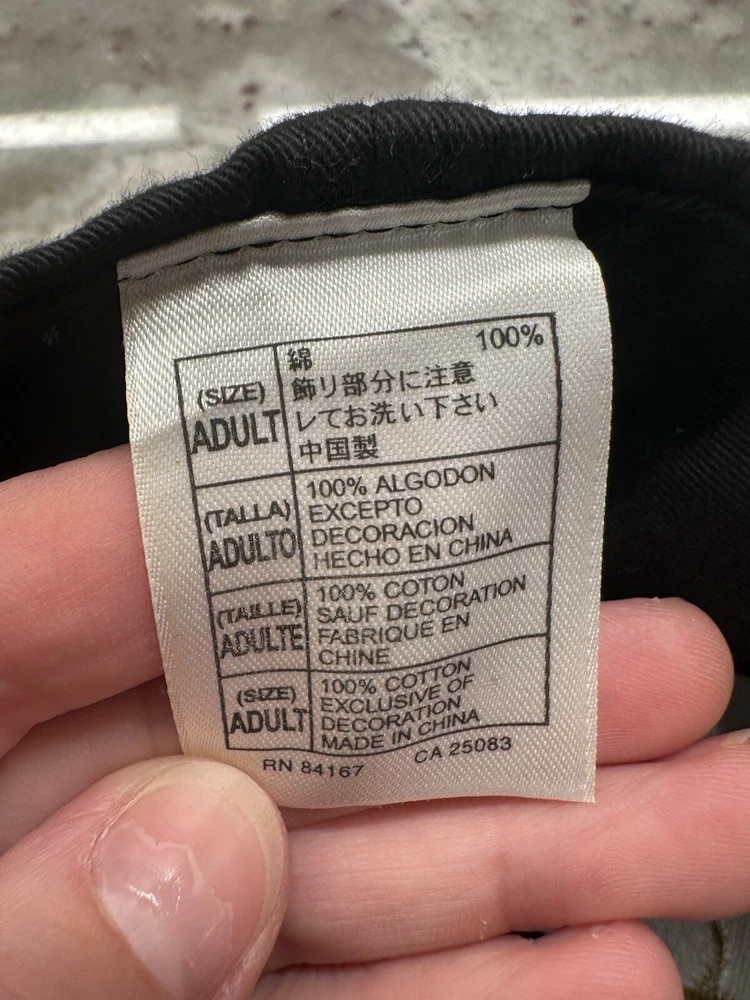 (SIZE)
ADULT
綿 100%
飾リ部分に注意
レてお洗い下さい
中国製
(TALLA)
ADULTO
100% ALGODON
EXCEPTO
DECORACION
HECHO EN CHINA
(TAILLE)
ADULTE
100% COTON
SAUF DECORATION
FABRIQUE EN
CHINE
(SIZE)
ADULT
100% COTTON
EXCLUSIVE OF
DECORATION
MADE IN CHINA
RN 84167 CA 25083